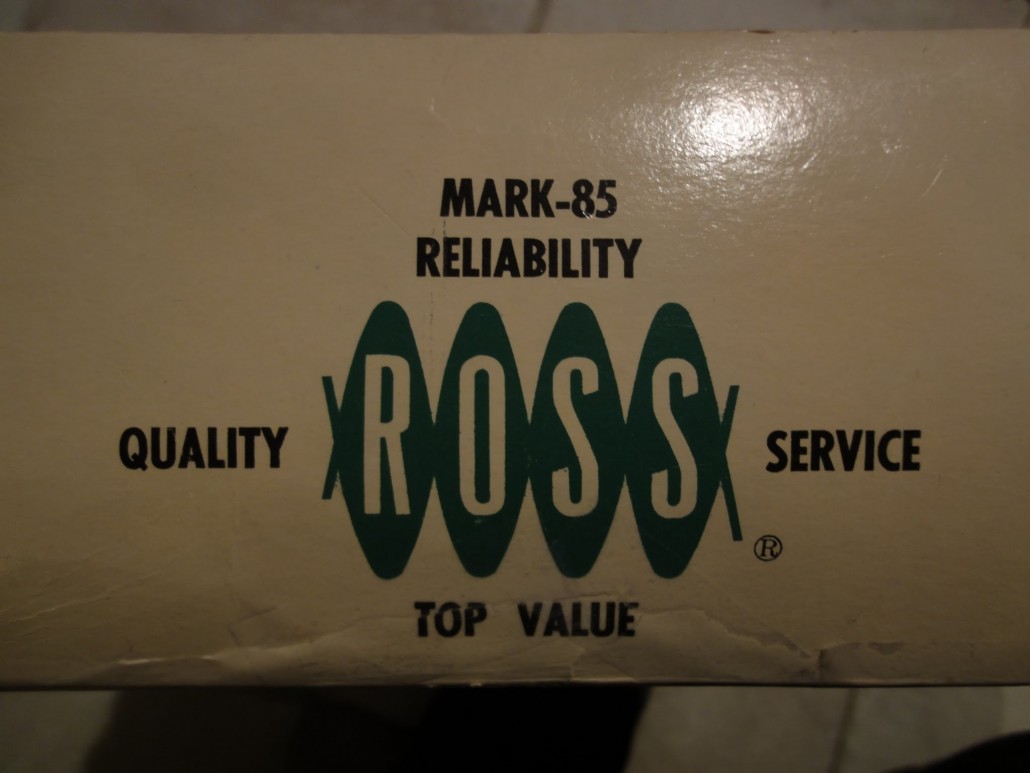 MARK-85
RELIABILITY
QUALITY ROSS SERVICE
®
TOP VALUE